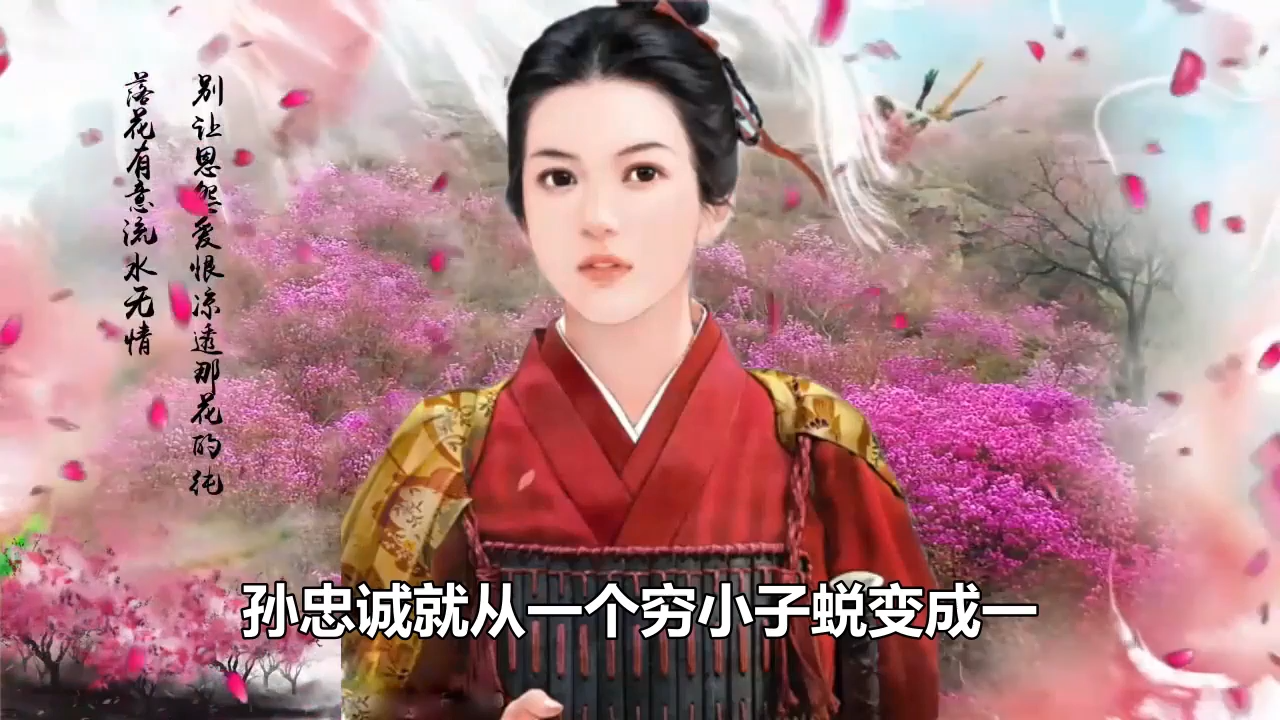 别让恩怨爱恨凉透那花的纯
落花有意流水无情
孙忠诚就从一个穷小子蜕变成一